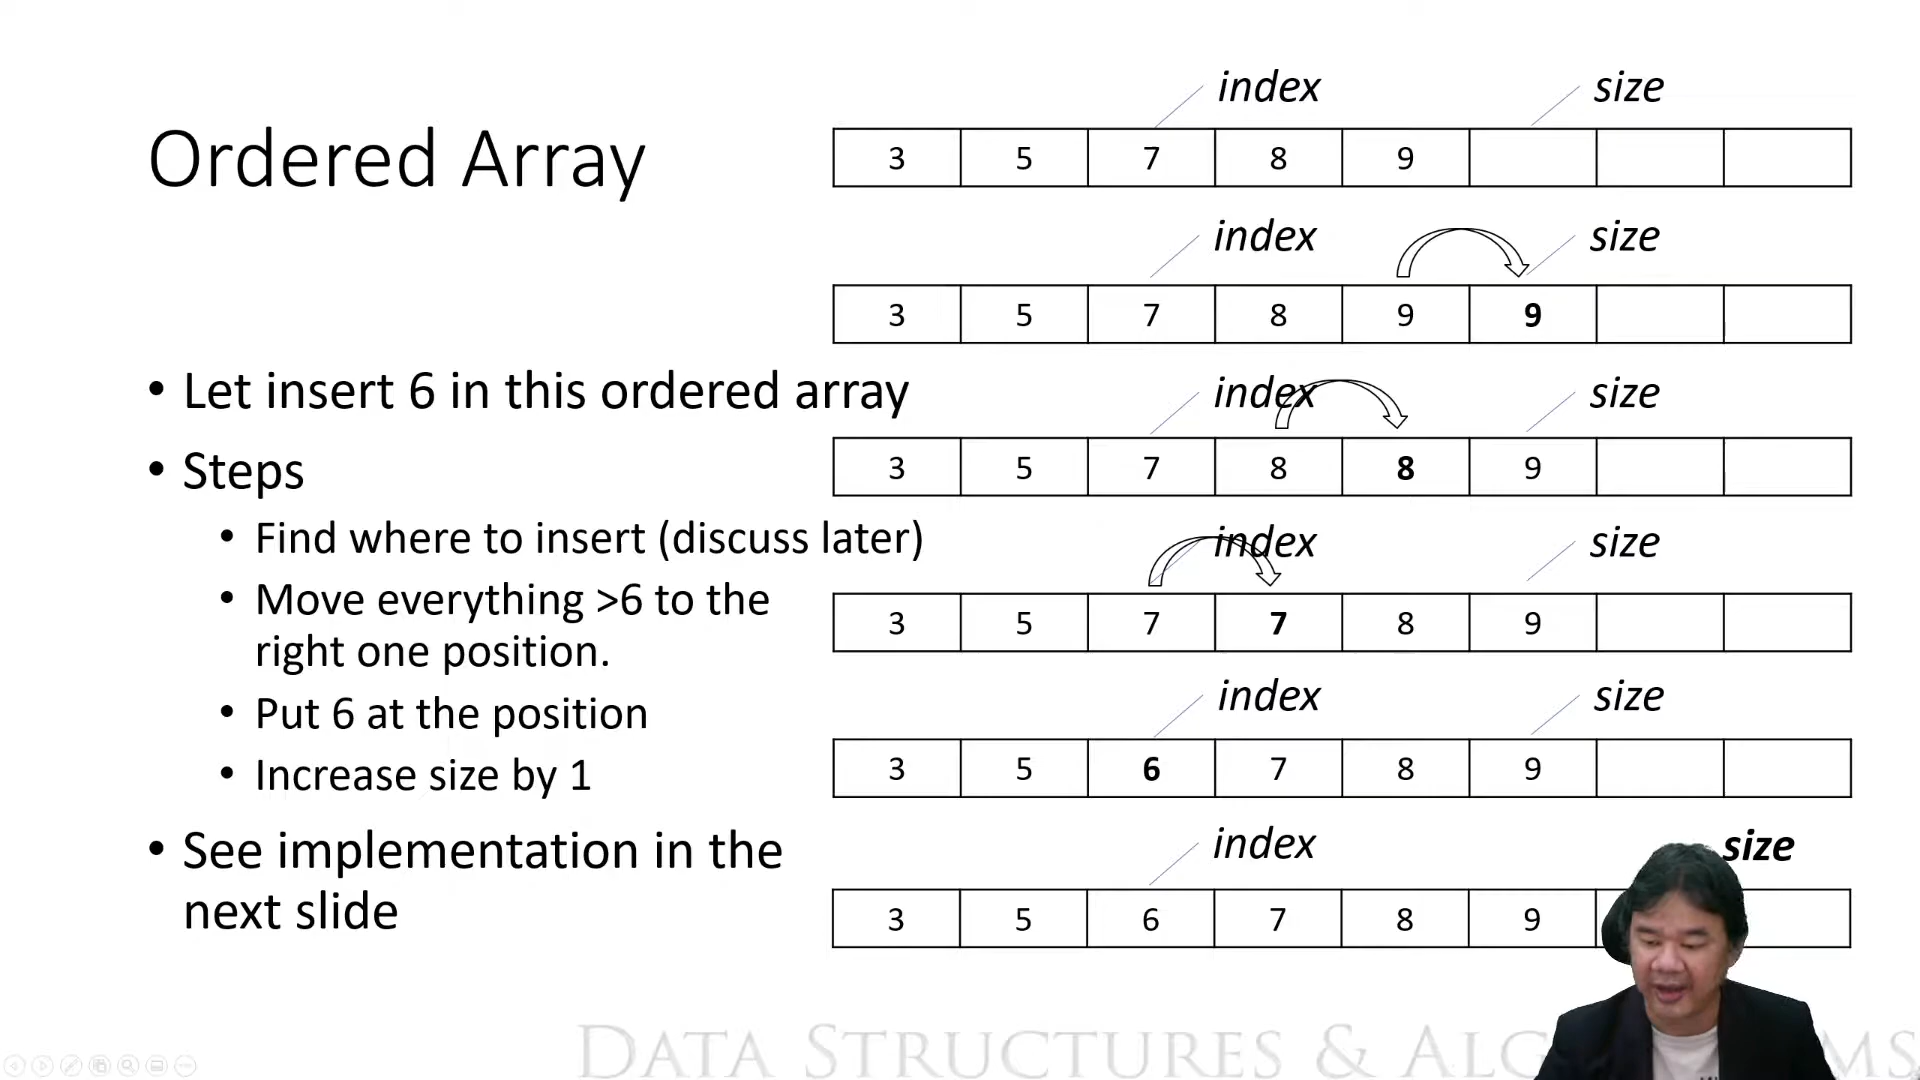 Ordered Array
• Let insert 6 in this ordered array
• Steps
• Find where to insert (discuss later)
• Move everything >6 to the
right one position.
• Put 6 at the position
• Increase size by 1
• See implementation in the
next slide
index size
3 5 7 8 9
index size
3 5 7 8 9 9
index size
3 5 7 8 8 9
index size
3 5 7 7 8 9
index size
3 5 6 7 8 9
index size
3 5 6 7 8 9
DATA STRUCTURES &